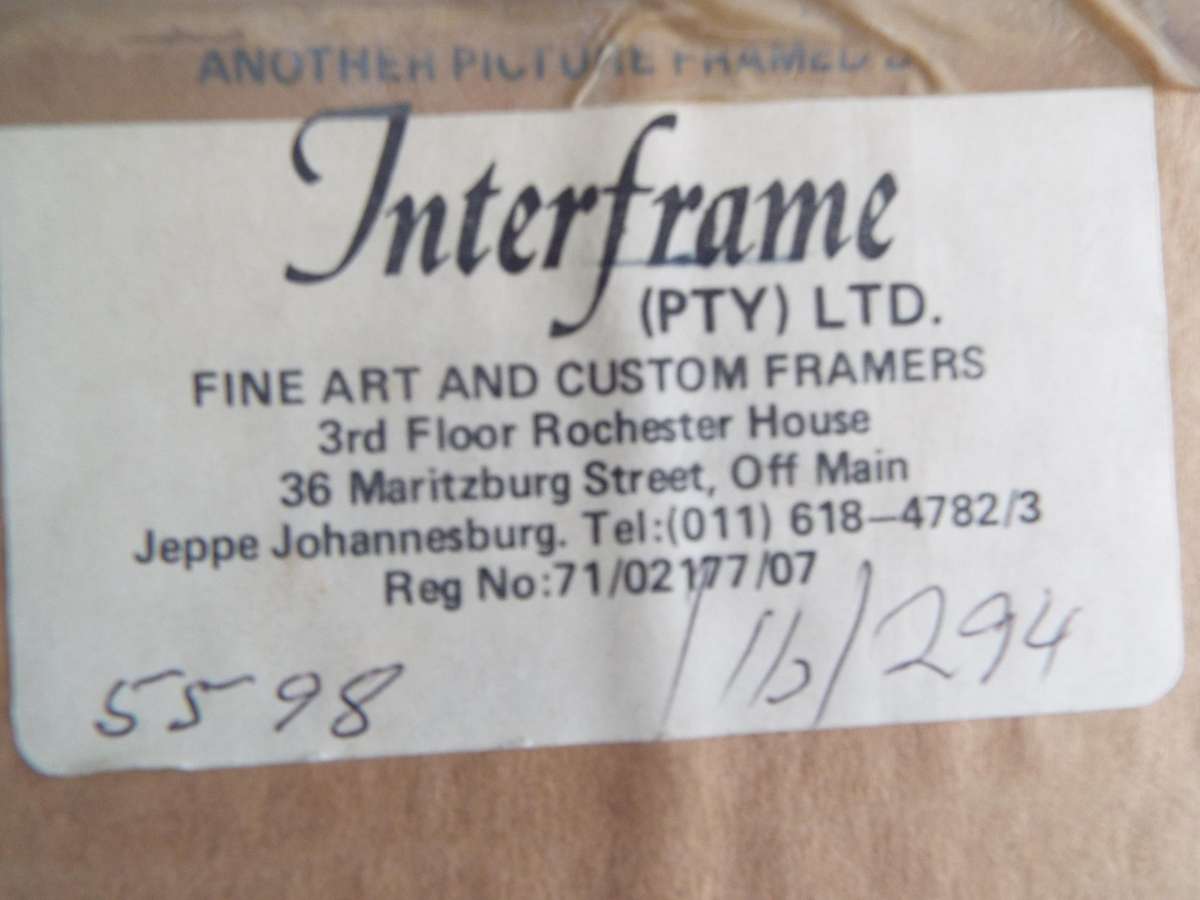 ANOTHER PICTURE FRAMED
Interframe
(PTY) LTD.
FINE ART AND CUSTOM FRAMERS
3rd Floor Rochester House
36 Maritzburg Street, Off Main
Jeppe Johannesburg. Tel:(011) 618–4782/3
Reg No:71/02177/07
5598 / 16/294